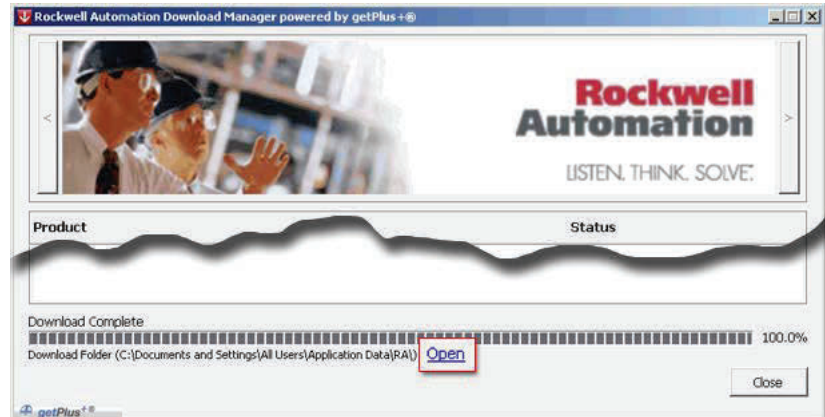 Rockwell Automation Download Manager powered by getPlus+®
<
Rockwell
Automation
LISTEN. THINK. SOLVE.
>
Product Status
Download Complete
100.0%
Download Folder (C:\Documents and Settings\All Users\Application Data\RA\) Open
Close
getPlus+®